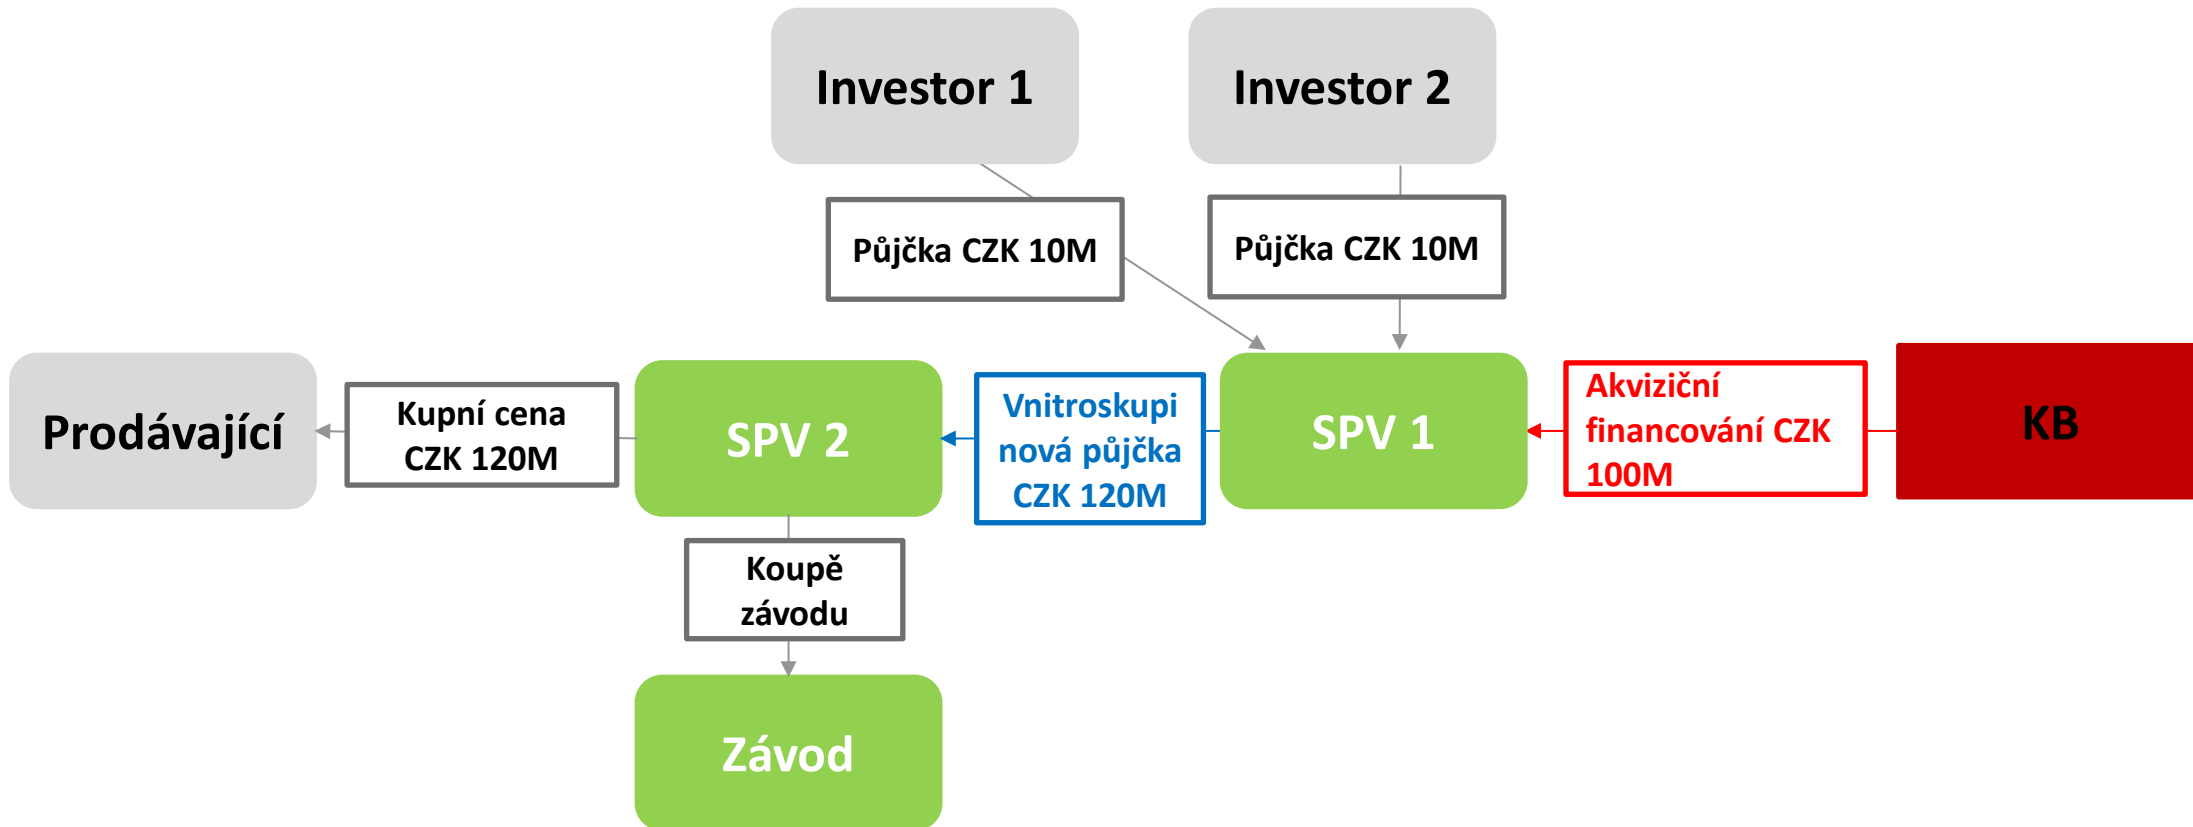 Investor 1
Investor 2
Půjčka CZK 10M
Půjčka CZK 10M
Prodávající
Kupní cena
CZK 120M
SPV 2
Vnitroskupi
nová půjčka
CZK 120M
SPV 1
Akviziční
financování CZK
100M
KB
Koupě
závodu
Závod